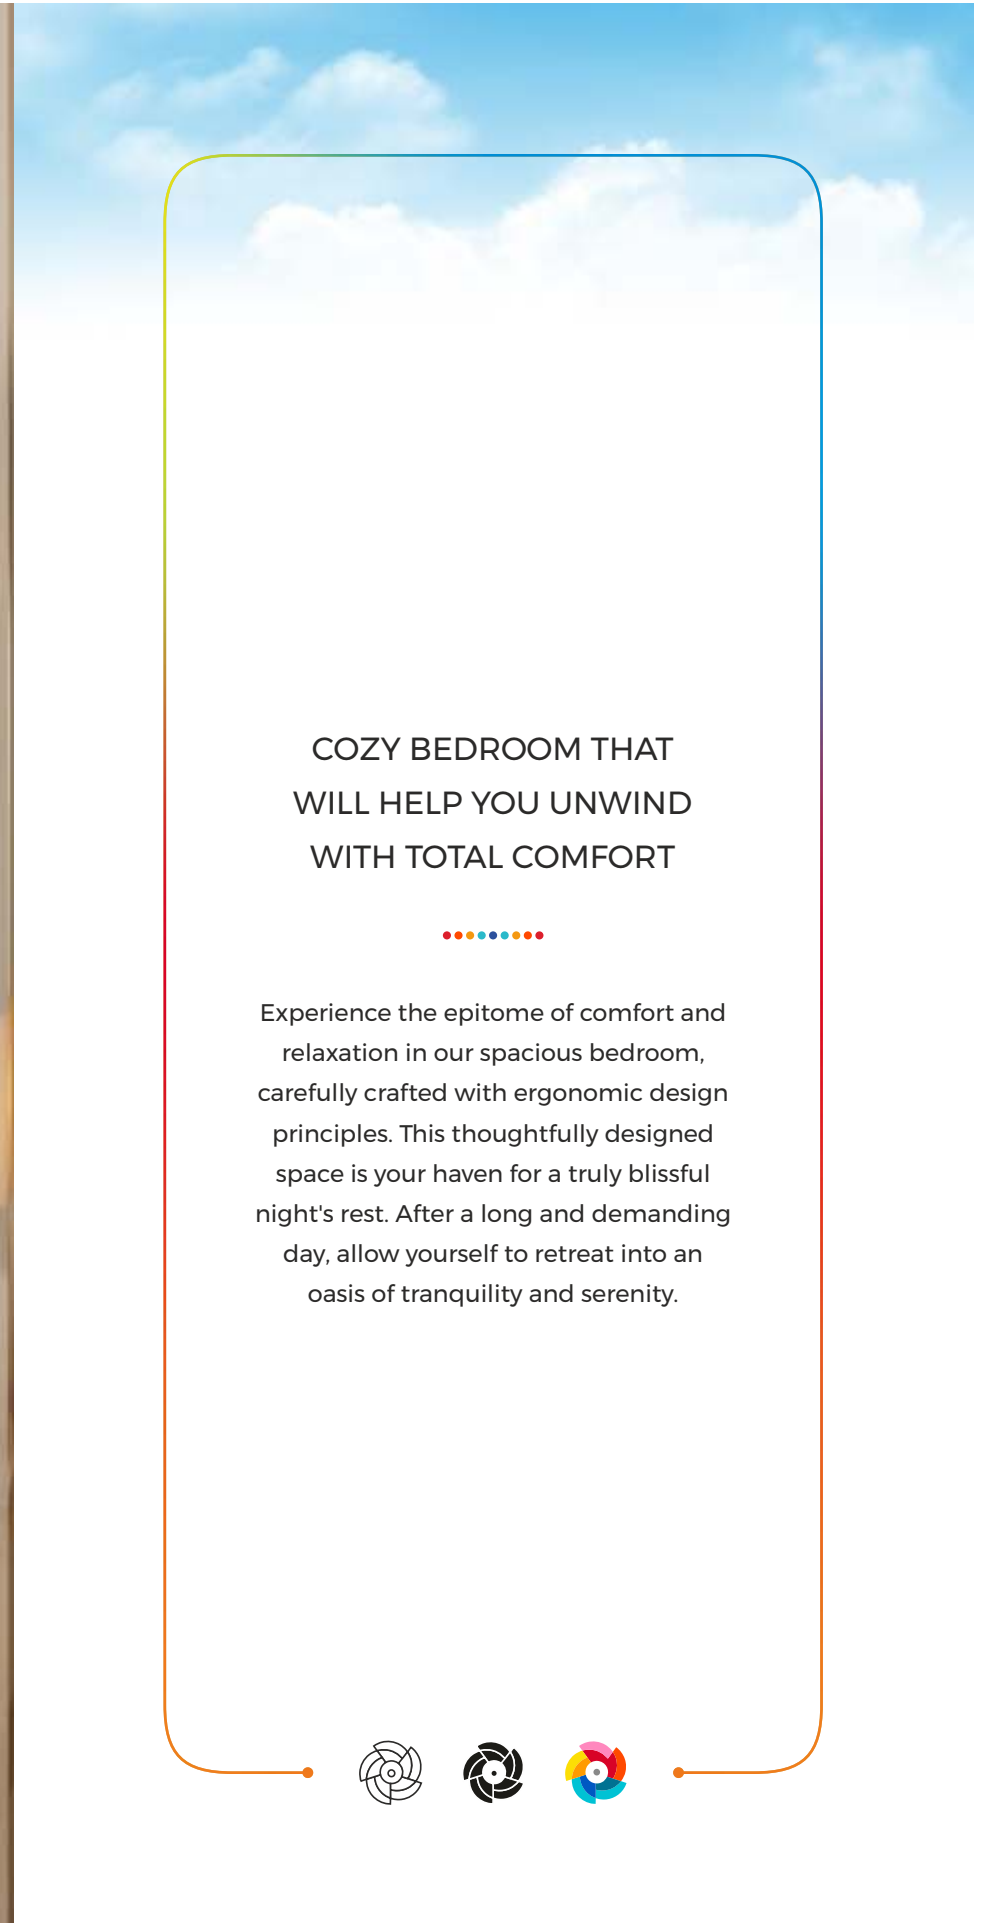 COZY BEDROOM THAT
WILL HELP YOU UNWIND
WITH TOTAL COMFORT
Experience the epitome of comfort and
relaxation in our spacious bedroom,
carefully crafted with ergonomic design
principles. This thoughtfully designed
space is your haven for a truly blissful
night's rest. After a long and demanding
day, allow yourself to retreat into an
oasis of tranquility and serenity.